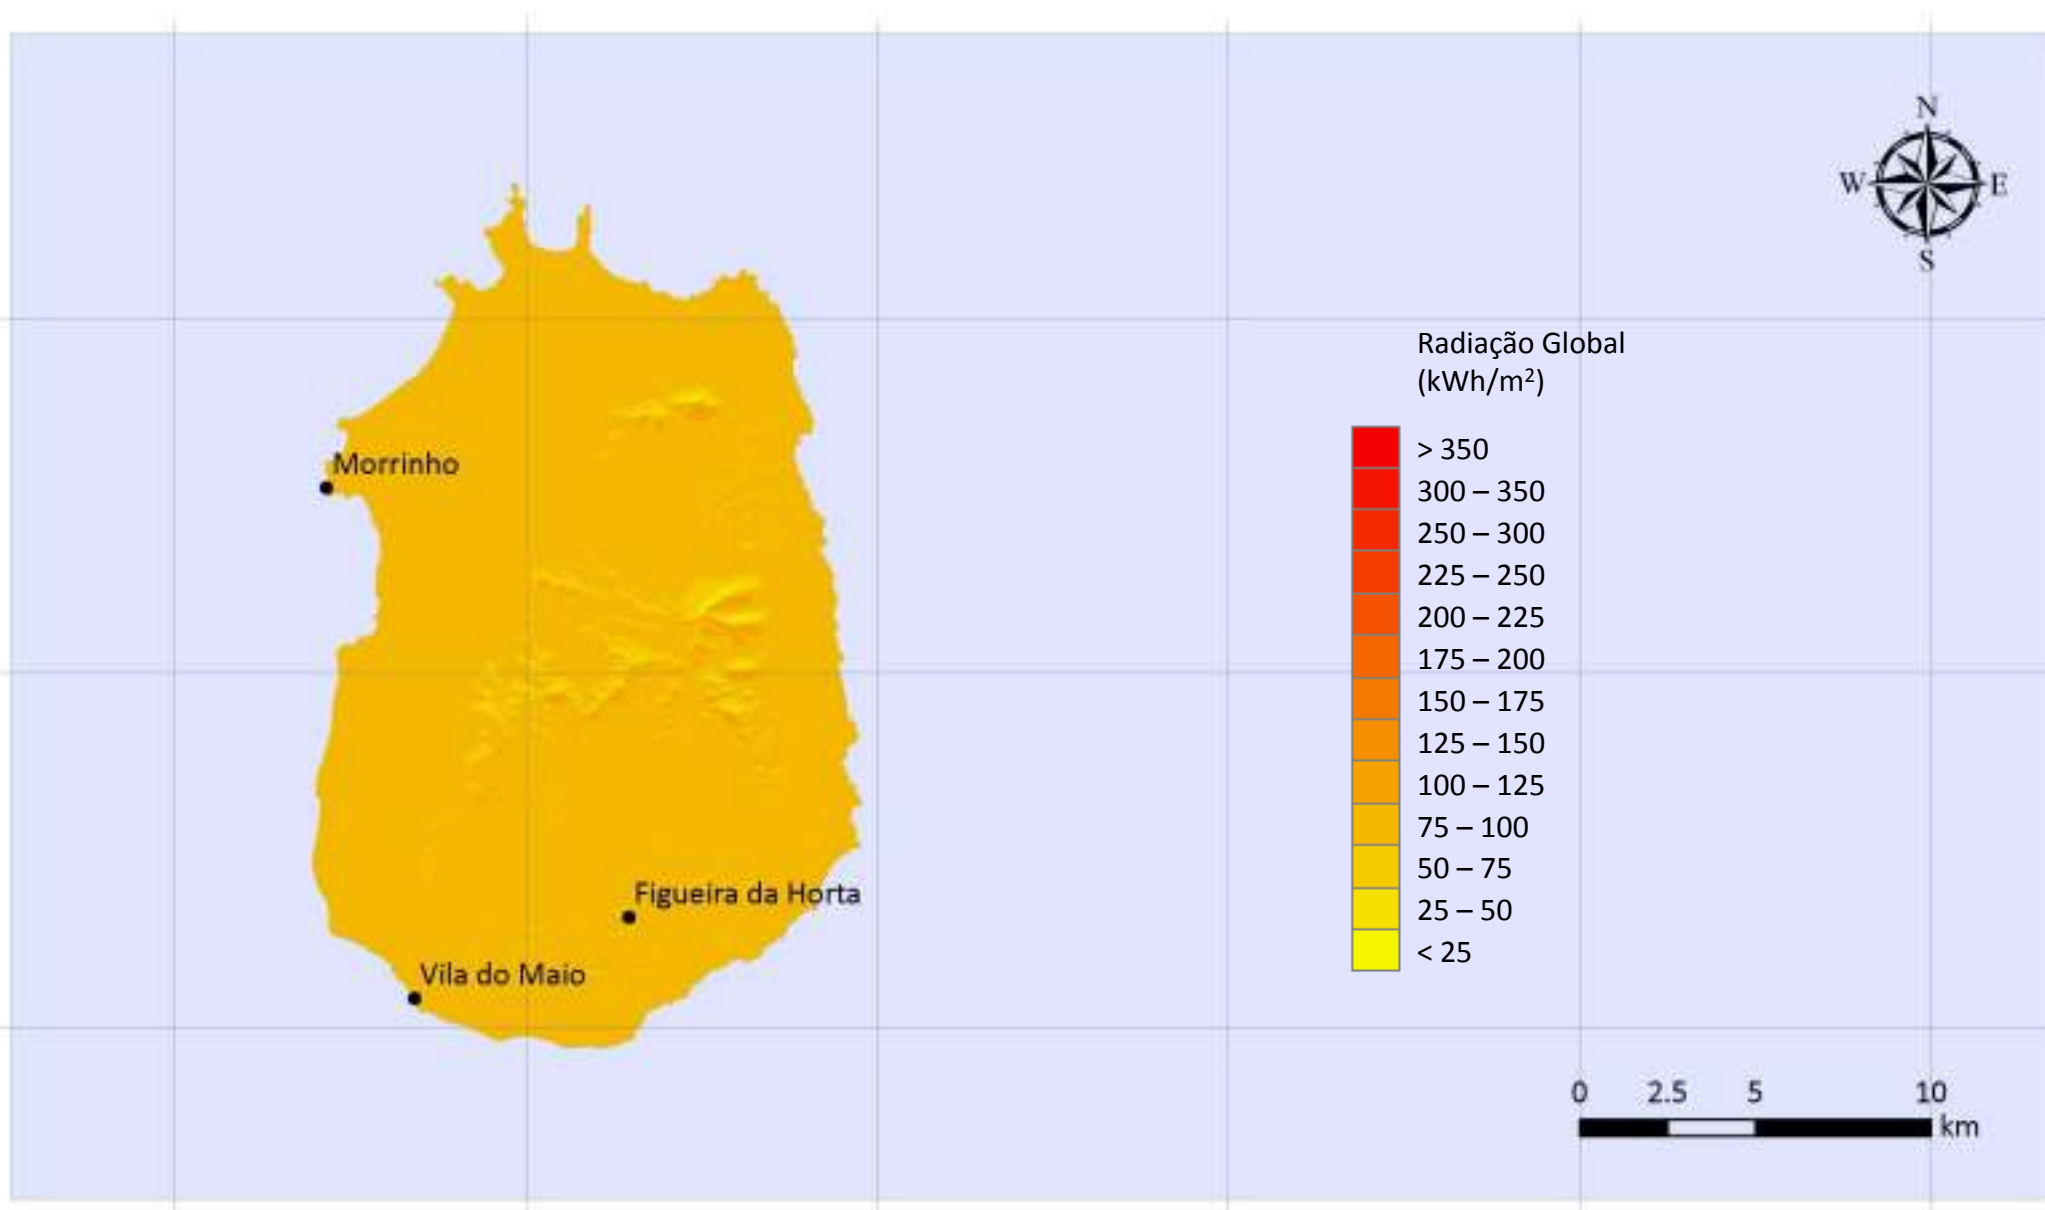 N
W E
S
Radiação Global
(kWh/m²)
> 350
300 – 350
250 – 300
225 – 250
200 – 225
175 – 200
150 – 175
125 – 150
100 – 125
75 – 100
50 – 75
25 – 50
< 25
Morrinho
Figueira da Horta
Vila do Maio
0 2.5 5 10
km